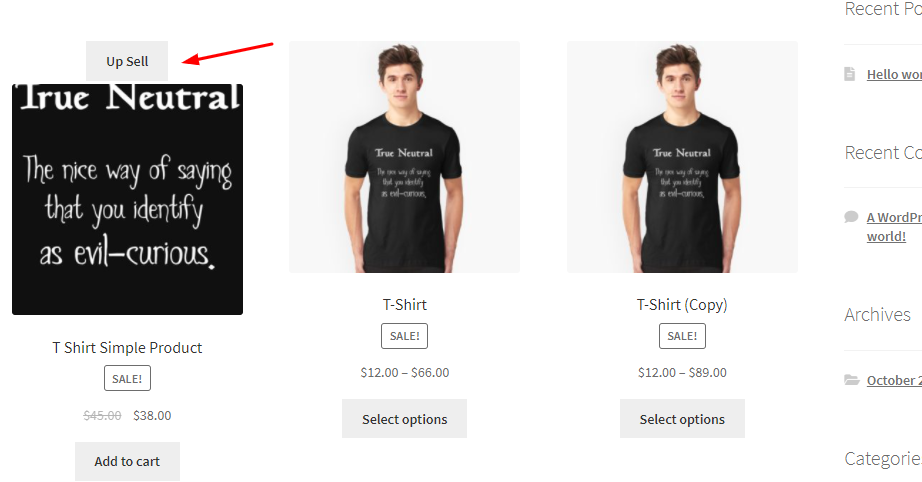 Recent Po
Up Sell
True Neutral
The nice way of saying
that you identify
as evil-curious.
T Shirt Simple Product
SALE!
$45.00 $38.00
Add to cart
True Neutral
The nice way of saying
that you identify
as evil-curious.
T-Shirt
SALE!
$12.00 – $66.00
Select options
True Neutral
The nice way of saying
that you identify
as evil-curious.
T-Shirt (Copy)
SALE!
$12.00 – $89.00
Select options
Hello wor
Recent Co
A WordPr
world!
Archives
October 2
Categorie